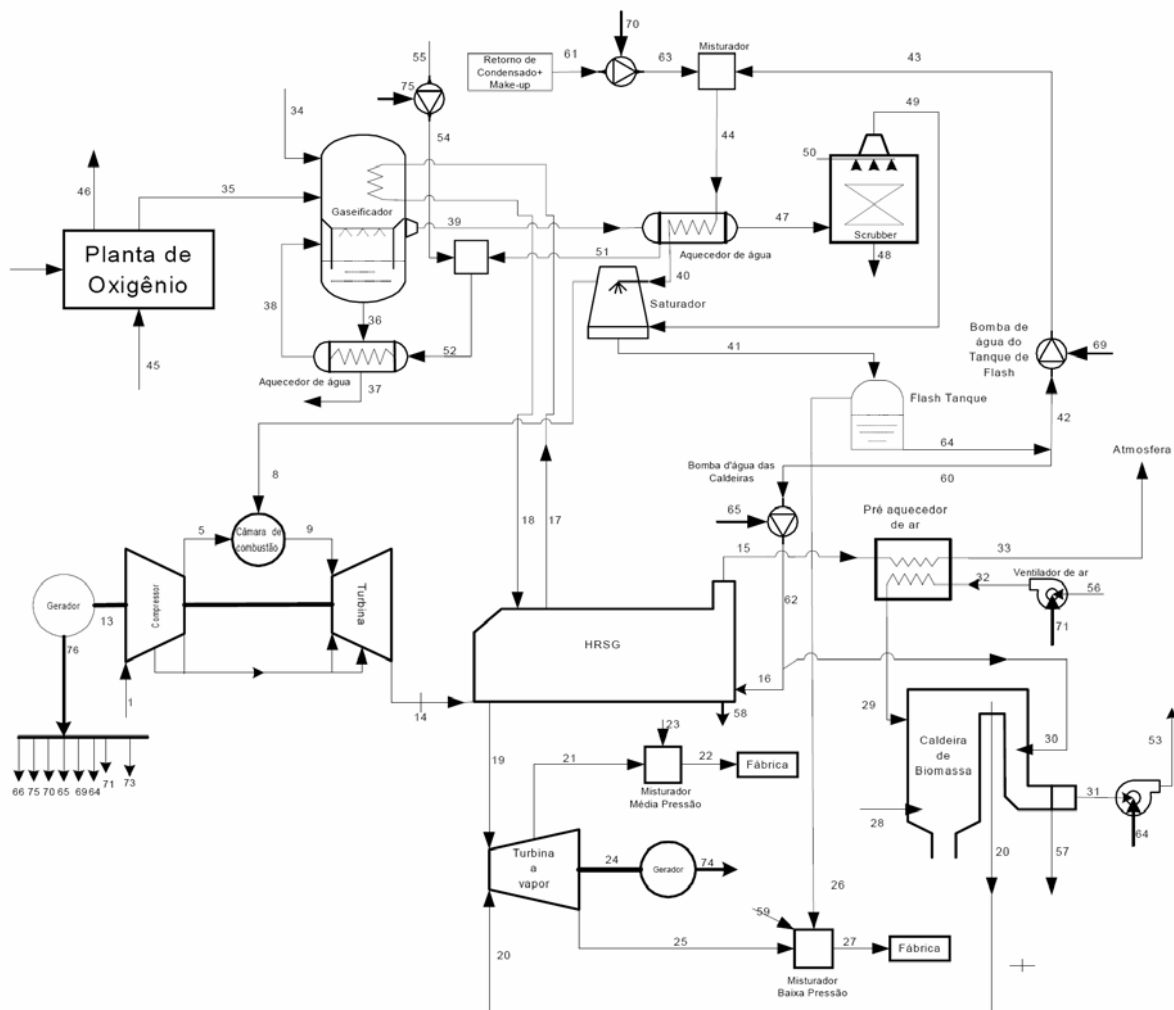 70
55
61
Retorno de
Condensado+
Make-up
63
Misturador
43
75
34
54
49
44
50
46
35
Gaseificador
39
47
Scrubber
Planta de
Oxigênio
51
Aquecedor de água
48
40
38
Saturador
36
52
Bomba de
água do
Tanque de
Flash
69
45
41
Aquecedor de água
37
Flash Tanque
42
64
Atmosfera
60
Bomba d'água das
Caldeiras
8
18
17
65
Pré aquecedor
de ar
5
Câmara de
combustão
9
15
33
32
Ventilador de ar
56
62
71
Gerador
13
Compressor
Turbina
HRSG
76
16
1
14
58
29
30
53
23
Caldeira
de
Biomassa
19
21
22
Fábrica
31
66
75
70
65
69
64
71
73
Misturador
Média Pressão
28
64
Turbina
a
vapor
24
Gerador
74
26
20
57
59
20
25
27
Fábrica
Misturador
Baixa Pressão